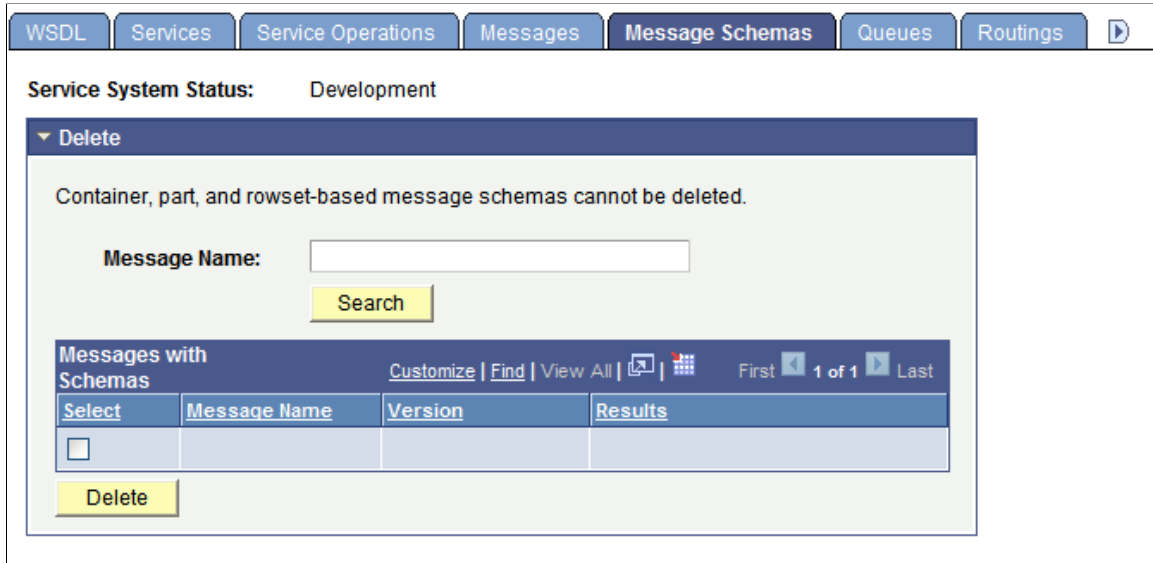 WSDL Services Service Operations Messages Message Schemas Queues Routings
Service System Status: Development
Delete
Container, part, and rowset-based message schemas cannot be deleted.
Message Name:
Search
Messages with
Schemas
Customize | Find | View All | | First 1 of 1 Last
Select Message Name Version Results
Delete